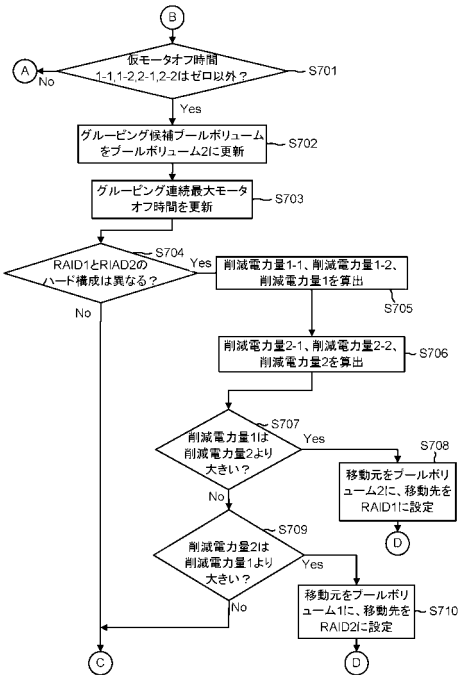 B
仮モータオフ時間
1-1,1-2,2-1,2-2はゼロ以外？
S701
A
No
Yes
グルーピング候補プールボリューム
をプールボリューム2に更新
S702
グルーピング連続最大モータ
オフ時間を更新
S703
S704
RAID1とRIAD2の
ハード構成は異なる？
Yes
No
削減電力量1-1、削減電力量1-2、
削減電力量1を算出
S705
削減電力量2-1、削減電力量2-2、
削減電力量2を算出
S706
S707
削減電力量1は
削減電力量2より
大きい？
Yes
No
S708
移動元をプールボリ
ューム2に、移動先を
RAID1に設定
D
S709
削減電力量2は
削減電力量1より
大きい？
Yes
No
移動元をプールボリ
ューム1に、移動先を
RAID2に設定
S710
C
D